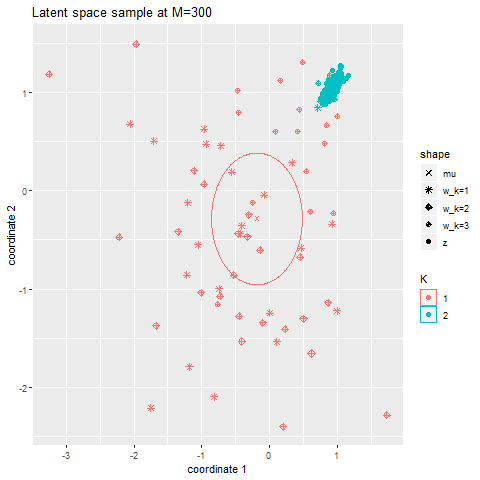 Latent space sample at M=300
1
0
-1
-2
coordinate 2
-3
-2
-1
0
1
coordinate 1
shape
mu
w_k=1
w_k=2
w_k=3
z
K
1
2